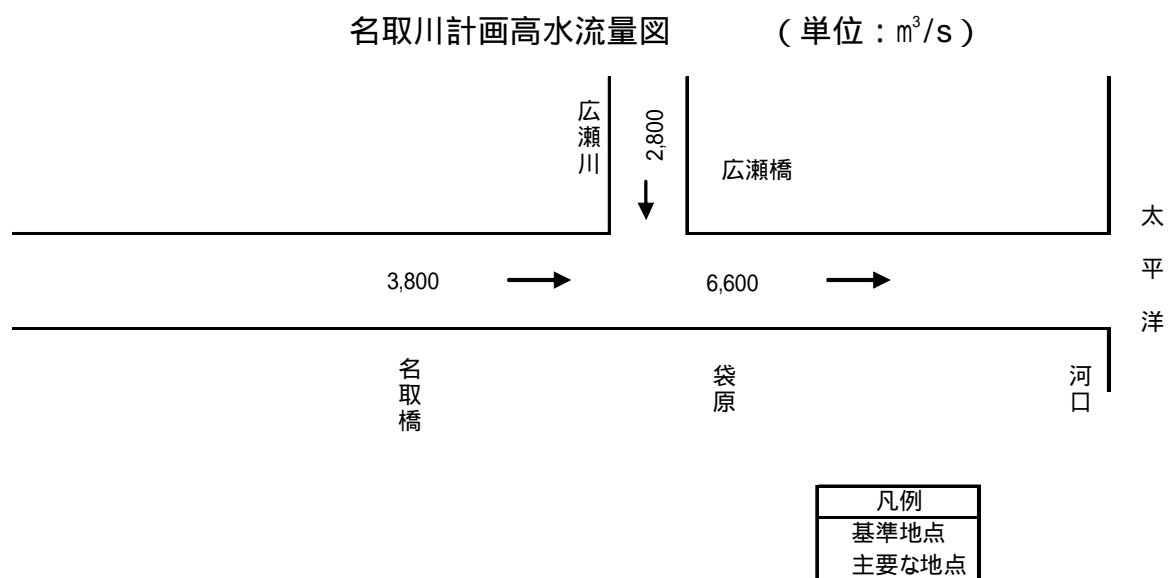 名取川計画高水流量図 (単位：m³/s)
広瀬川
2,800
広瀬橋
太平洋
3,800
6,600
名取橋
袋原
河口
凡例
基準地点
主要な地点